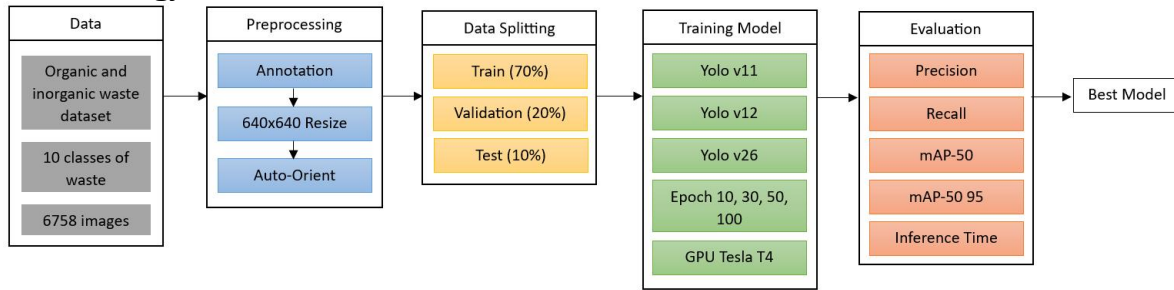 Data
Organic and
inorganic waste
dataset
10 classes of
waste
6758 images
Preprocessing
Annotation
640x640 Resize
Auto-Orient
Data Splitting
Train (70%)
Validation (20%)
Test (10%)
Training Model
Yolo v11
Yolo v12
Yolo v26
Epoch 10, 30, 50,
100
GPU Tesla T4
Evaluation
Precision
Recall
mAP-50
mAP-50 95
Inference Time
Best Model